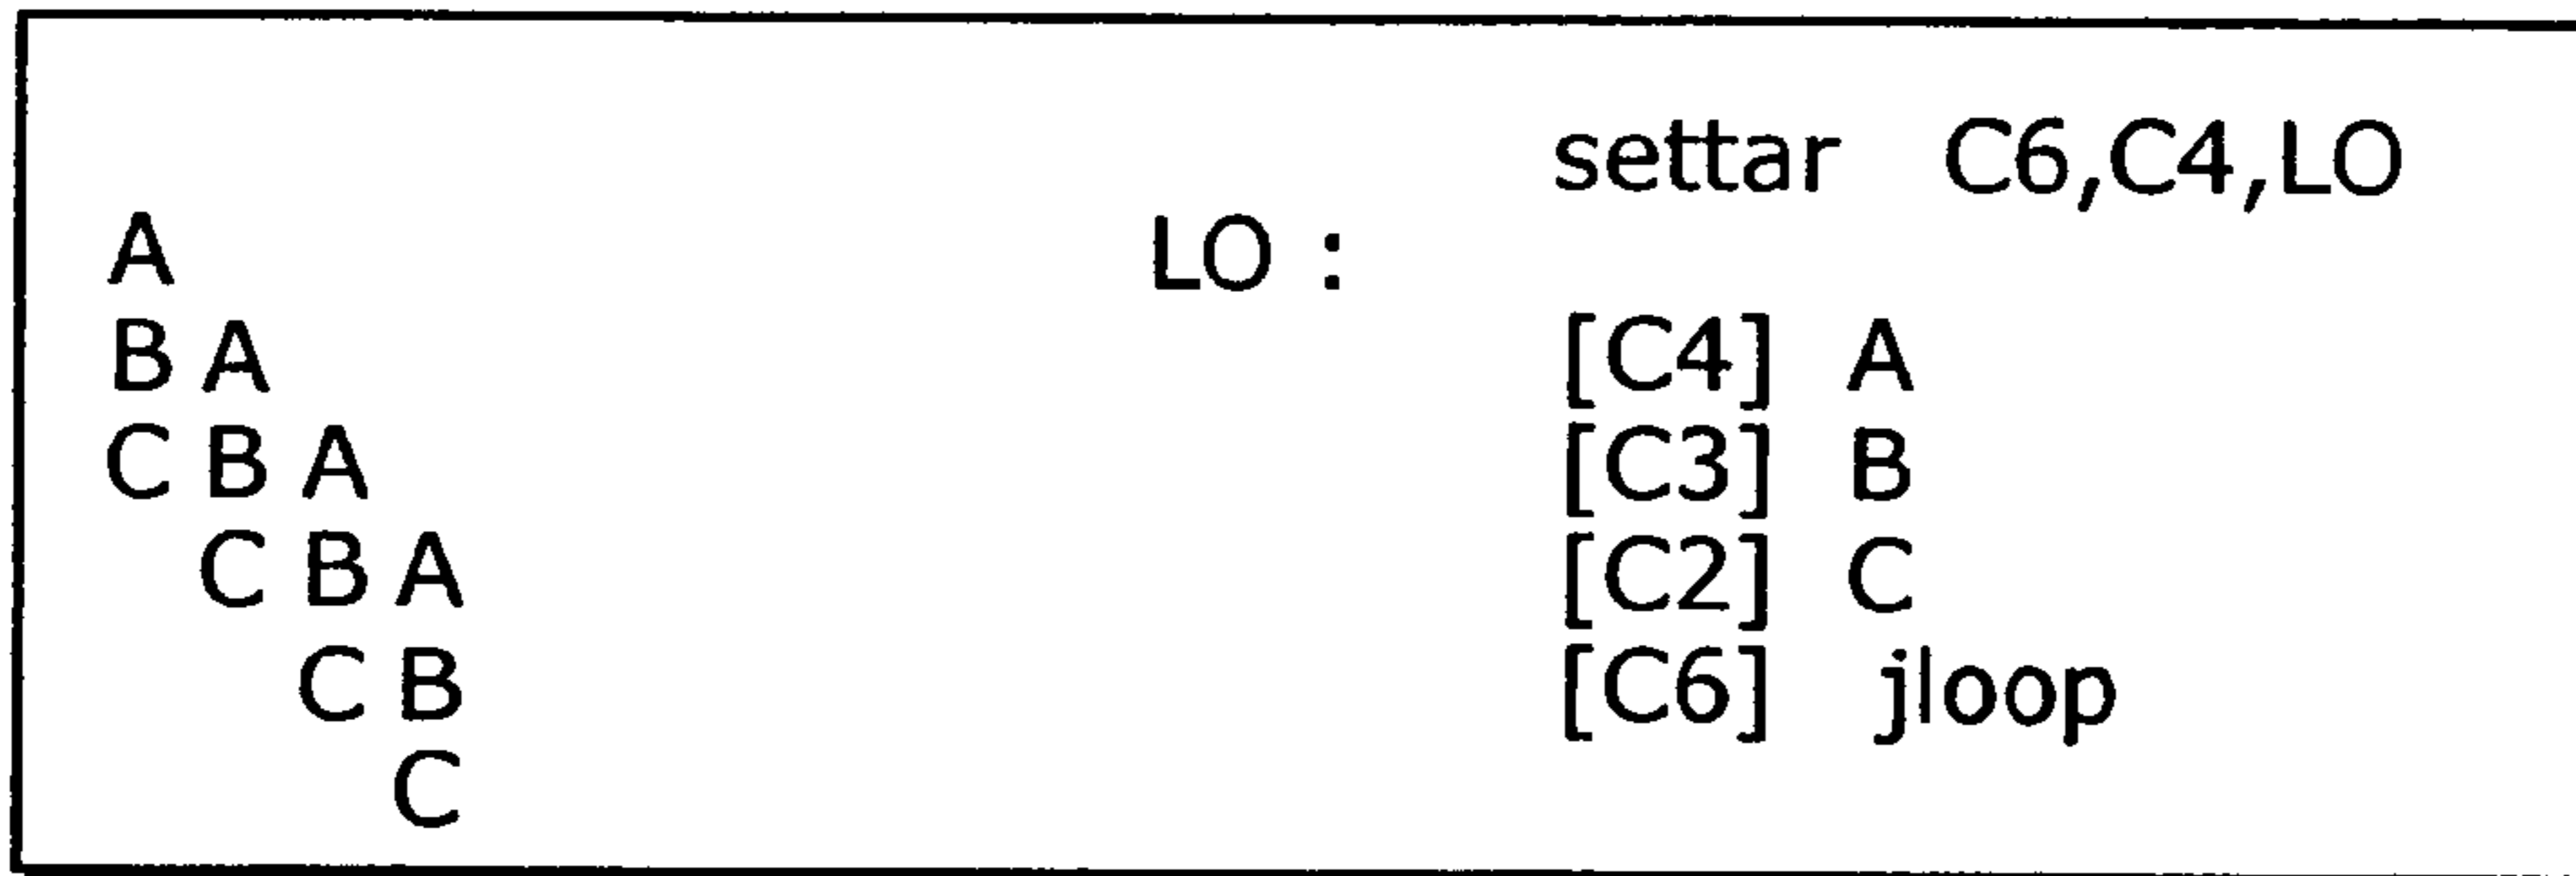 settar C6,C4,LO
A LO :
B A [C4] A
C B A [C3] B
C B A [C2] C
C B [C6] jloop
C